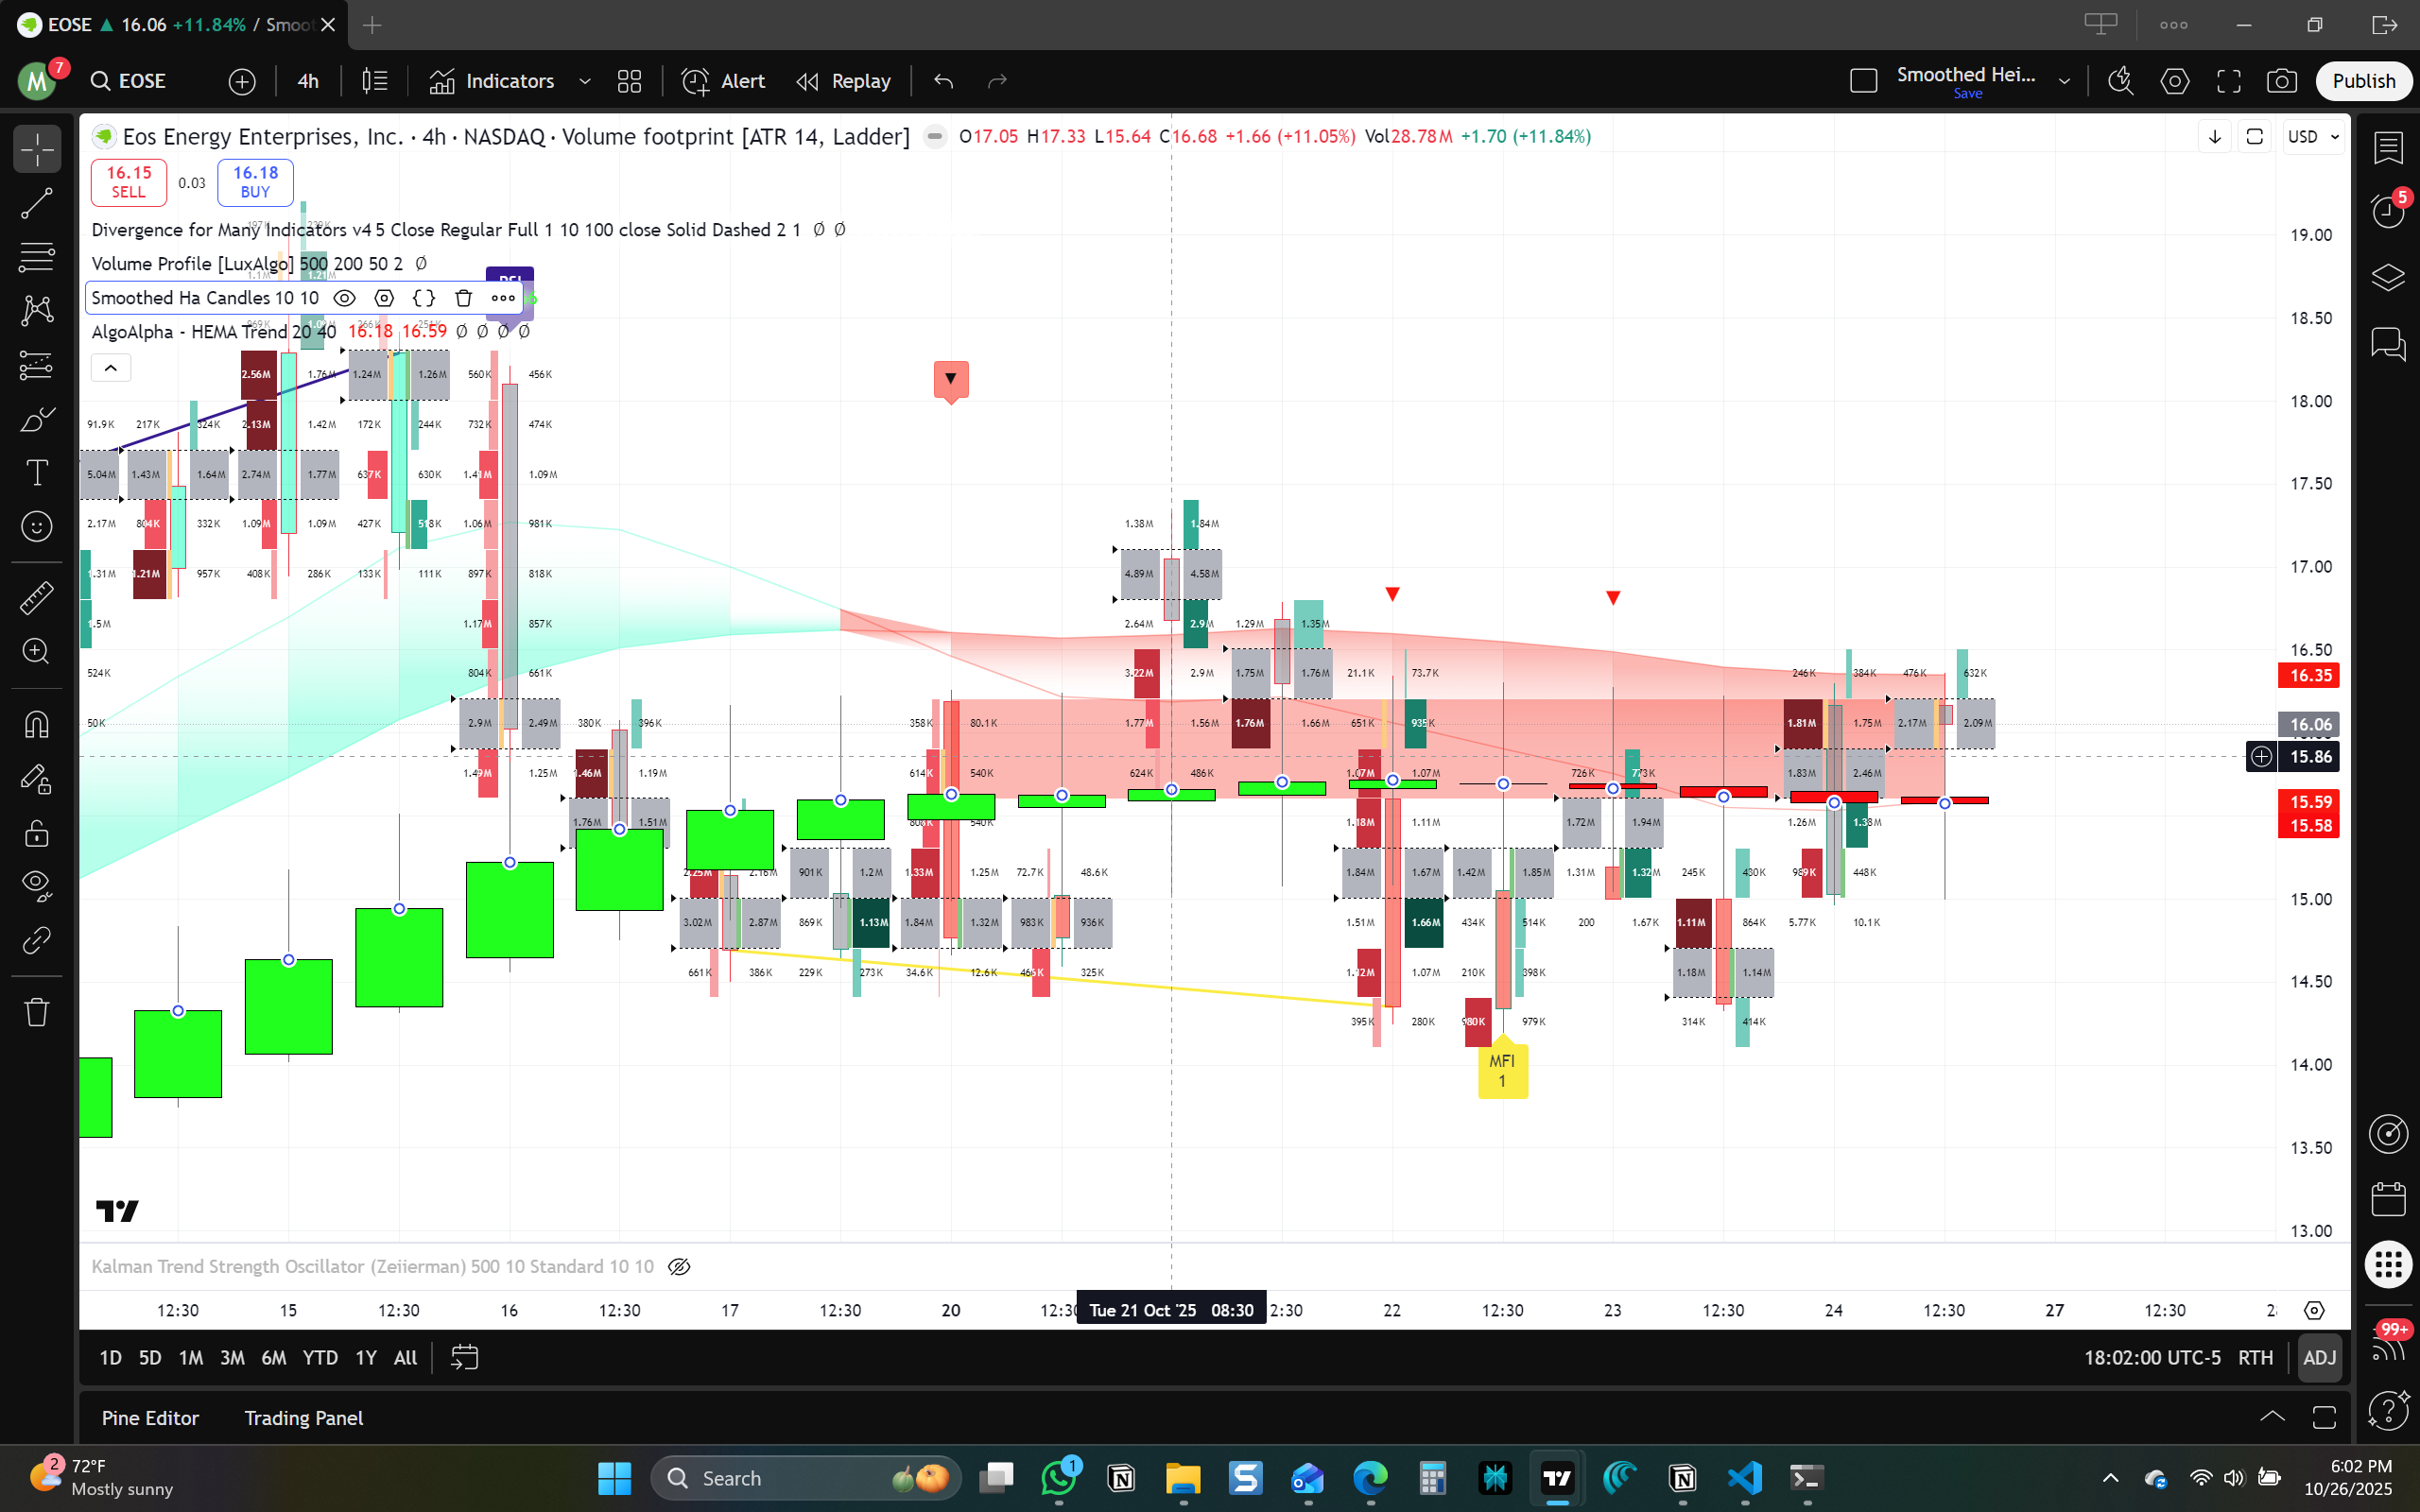 EOSE ▲ 16.06 +11.84% / Smoot
M 7 EOSE 4h Indicators Alert Replay Smoothed Hei... Save Publish
Eos Energy Enterprises, Inc. · 4h · NASDAQ · Volume footprint [ATR 14, Ladder] O17.05 H17.33 L15.64 C16.68 +1.66 (+11.05%) Vol28.78M +1.70 (+11.84%) USD
16.15 SELL 0.03 16.18 BUY
Divergence for Many Indicators v4 5 Close Regular Full 1 10 100 close Solid Dashed 2 1 Ø Ø
Volume Profile [LuxAlgo] 500 200 50 2 Ø
Smoothed Ha Candles 10 10
AlgoAlpha - HEMA Trend 20 40 16.18 16.59 Ø Ø Ø Ø
2.56M 1.76M 1.24M 1.26M 560K 456K
91.9K 217K 324K 2.13M 1.42M 172K 244K 732K 474K
5.04M 1.43M 1.64M 2.74M 1.77M 637K 630K 1.41M 1.09M
2.17M 804K 332K 1.09M 1.09M 427K 518K 1.06M 981K 1.38M 1.84M
1.31M 1.21M 957K 408K 286K 133K 111K 897K 818K 4.89M 4.58M
1.5M 1.17M 857K 2.64M 2.9M 1.29M 1.35M
524K 804K 661K 3.22M 2.9M 1.75M 1.76M 21.1K 73.7K 246K 384K 476K 632K
50K 2.9M 2.49M 380K 396K 358K 80.1K 1.77M 1.56M 1.76M 1.66M 651K 935K 1.81M 1.75M 2.17M 2.09M
1.49M 1.25M 1.46M 1.19M 614K 540K 624K 486K 1.07M 1.07M 726K 773K 1.83M 2.46M
1.76M 1.51M 540K 1.18M 1.11M 1.72M 1.94M 1.26M 1.38M
2.25M 2.16M 901K 1.2M 1.33M 1.25M 72.7K 48.6K 1.84M 1.67M 1.42M 1.85M 1.31M 1.32M 245K 430K 989K 448K
3.02M 2.87M 869K 1.13M 1.84M 1.32M 983K 936K 1.51M 1.66M 434K 514K 200 1.67K 1.11M 864K 5.77K 10.1K
661K 386K 229K 273K 34.6K 12.6K 325K 1.12M 1.07M 210K 398K 1.18M 1.14M
395K 280K 980K 979K 314K 414K
MFI
1
19.00
18.50
18.00
17.50
17.00
16.50
16.35
16.06
15.86
15.59
15.58
15.00
14.50
14.00
13.50
13.00
Kalman Trend Strength Oscillator (Zeiierman) 500 10 Standard 10 10
12:30 15 12:30 16 12:30 17 12:30 20 12:30 Tue 21 Oct '25 08:30 2:30 22 12:30 23 12:30 24 12:30 27 12:30
1D 5D 1M 3M 6M YTD 1Y All 18:02:00 UTC-5 RTH ADJ
Pine Editor Trading Panel
5
99+
2 72°F
Mostly sunny
Search
1
6:02 PM
10/26/2025